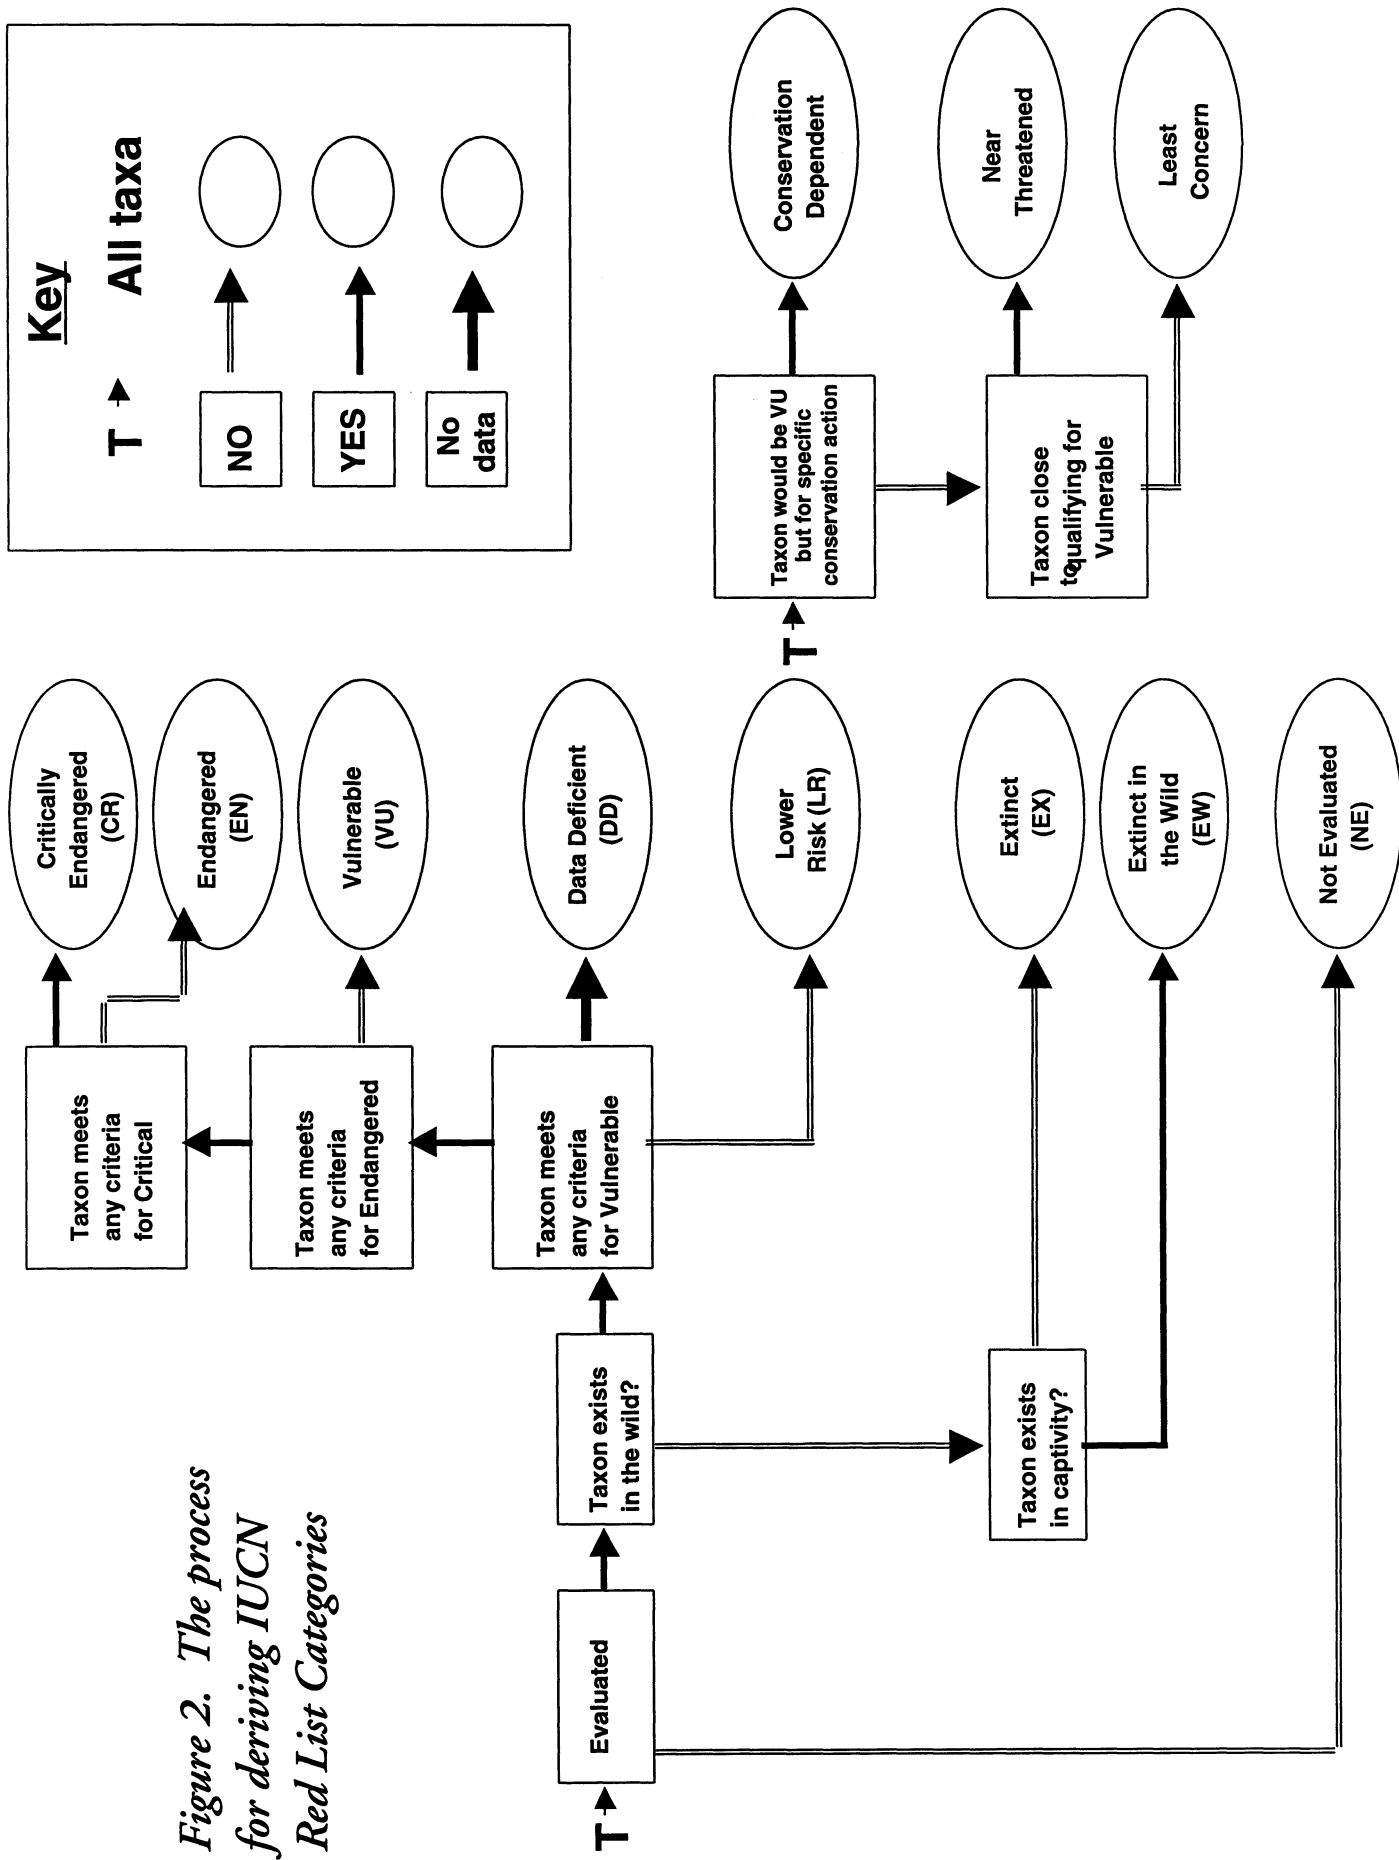 Figure 2. The process
for deriving IUCN
Red List Categories
Key
T All taxa
NO
YES
No
data
T
Evaluated
Taxon exists
in the wild?
Taxon meets
any criteria
for Vulnerable
Taxon meets
any criteria
for Endangered
Taxon meets
any criteria
for Critical
Taxon exists
in captivity?
Critically
Endangered
(CR)
Endangered
(EN)
Vulnerable
(VU)
Data Deficient
(DD)
Lower
Risk (LR)
Extinct
(EX)
Extinct in
the Wild
(EW)
Not Evaluated
(NE)
T
Taxon would be VU
but for specific
conservation action
Taxon close
to qualifying for
Vulnerable
Conservation
Dependent
Near
Threatened
Least
Concern